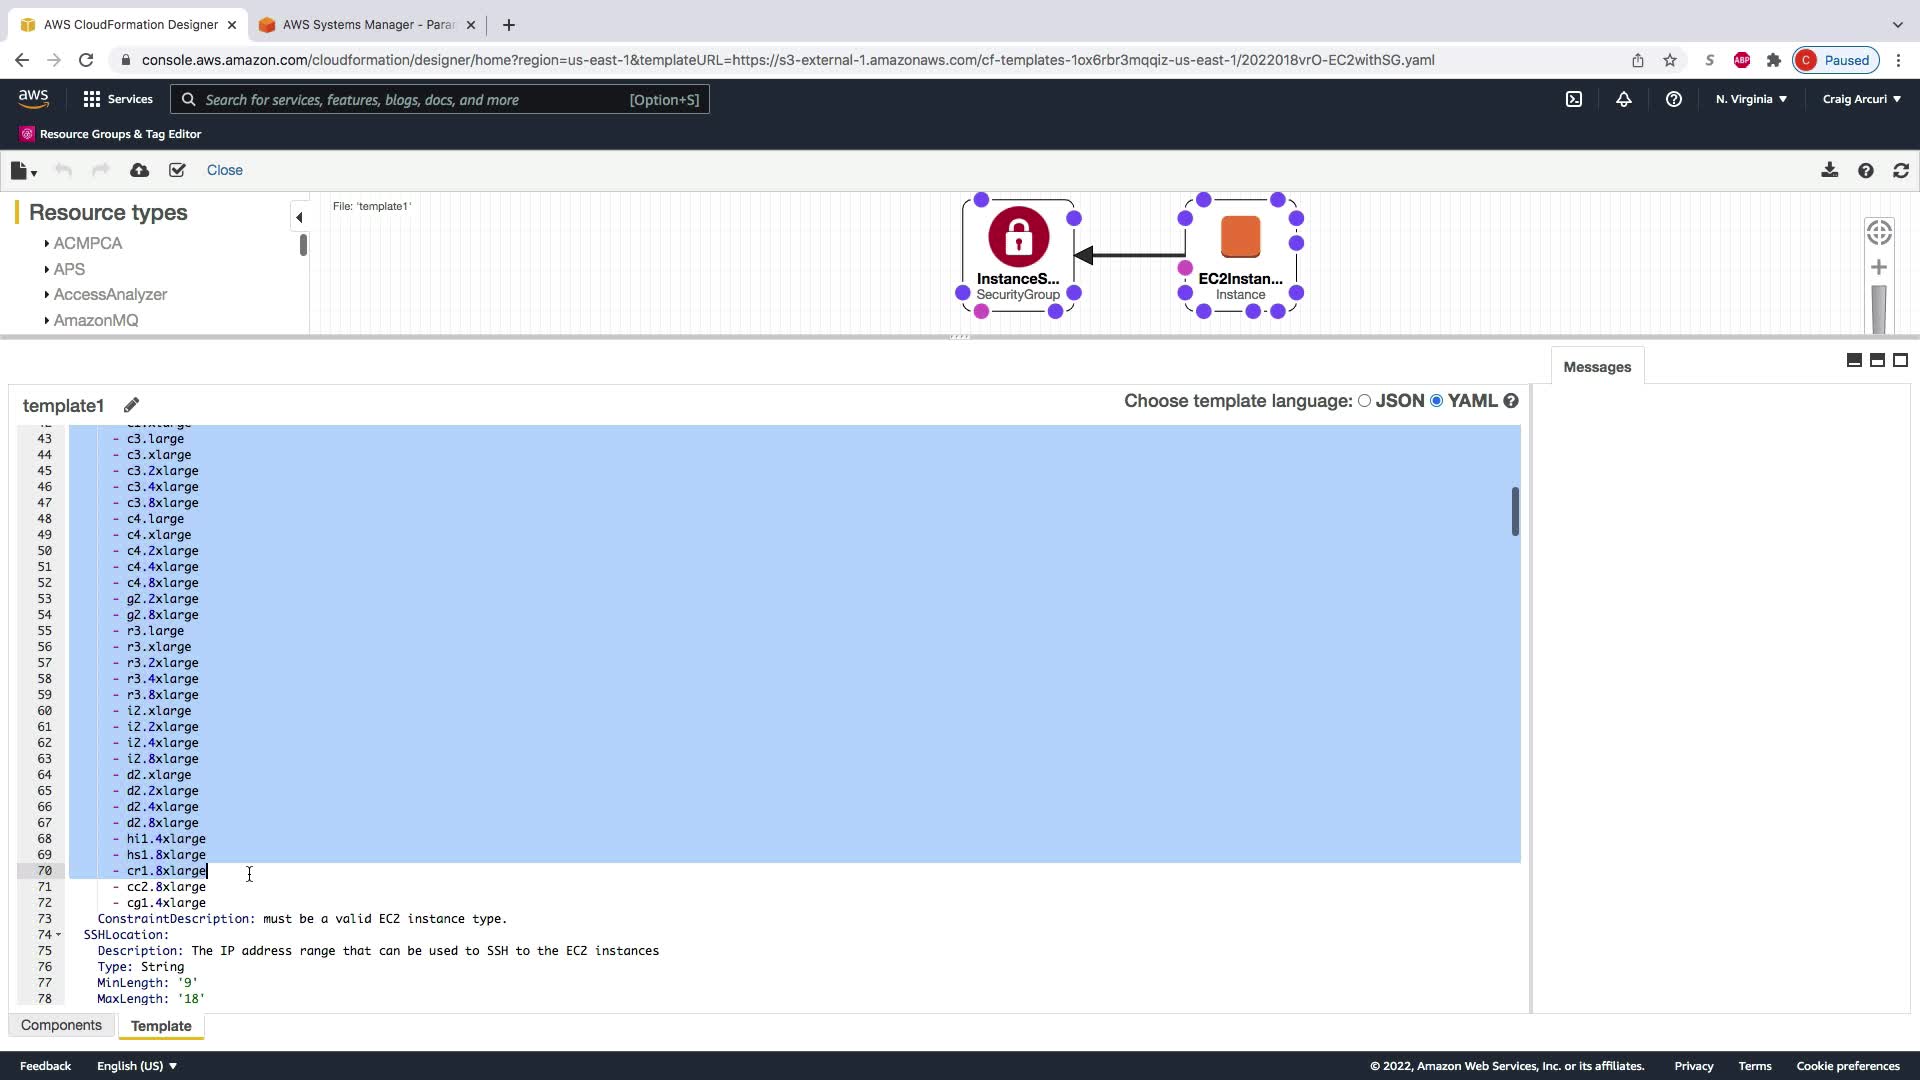 AWS CloudFormation Designer
AWS Systems Manager - Para
console.aws.amazon.com/cloudformation/designer/home?region=us-east-1&templateURL=https://s3-external-1.amazonaws.com/cf-templates-1ox6rbr3mqqiz-us-east-1/2022018vrO-EC2withSG.yaml
S
ABP
C Paused
aws
Services
Search for services, features, blogs, docs, and more [Option+S]
N. Virginia
Craig Arcuri
Resource Groups & Tag Editor
Close
Resource types
ACMPCA
APS
AccessAnalyzer
AmazonMQ
File: 'template1'
InstanceS...
SecurityGroup
EC2Instan...
Instance
Messages
template1
Choose template language: JSON YAML
42 - c1.xlarge
43 - c3.large
44 - c3.xlarge
45 - c3.2xlarge
46 - c3.4xlarge
47 - c3.8xlarge
48 - c4.large
49 - c4.xlarge
50 - c4.2xlarge
51 - c4.4xlarge
52 - c4.8xlarge
53 - g2.2xlarge
54 - g2.8xlarge
55 - r3.large
56 - r3.xlarge
57 - r3.2xlarge
58 - r3.4xlarge
59 - r3.8xlarge
60 - i2.xlarge
61 - i2.2xlarge
62 - i2.4xlarge
63 - i2.8xlarge
64 - d2.xlarge
65 - d2.2xlarge
66 - d2.4xlarge
67 - d2.8xlarge
68 - hi1.4xlarge
69 - hs1.8xlarge
70 - cr1.8xlarge
71 - cc2.8xlarge
72 - cg1.4xlarge
73 ConstraintDescription: must be a valid EC2 instance type.
74 SSHLocation:
75 Description: The IP address range that can be used to SSH to the EC2 instances
76 Type: String
77 MinLength: '9'
78 MaxLength: '18'
Components
Template
Feedback
English (US)
© 2022, Amazon Web Services, Inc. or its affiliates.
Privacy
Terms
Cookie preferences